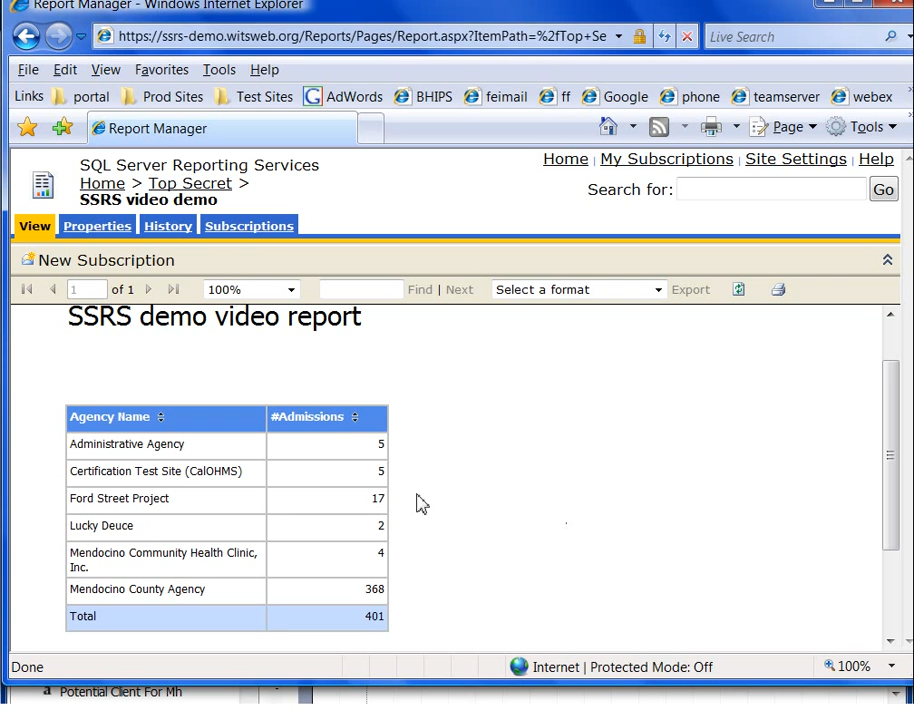 Report Manager - Windows Internet Explorer
https://ssrs-demo.witsweb.org/Reports/Pages/Report.aspx?ItemPath=%2fTop+Se
Live Search
File Edit View Favorites Tools Help
Links portal Prod Sites Test Sites AdWords BHIPS feimail ff Google phone teamserver webex
Report Manager
Page Tools
SQL Server Reporting Services
Home | My Subscriptions | Site Settings | Help
Home > Top Secret >
SSRS video demo
Search for: Go
View Properties History Subscriptions
New Subscription
1 of 1 100% Find | Next Select a format Export
SSRS demo video report
Agency Name #Admissions
Administrative Agency 5
Certification Test Site (CalOHMS) 5
Ford Street Project 17
Lucky Deuce 2
Mendocino Community Health Clinic, 4
Inc.
Mendocino County Agency 368
Total 401
Done Internet | Protected Mode: Off 100%
a Potential Client For Mh